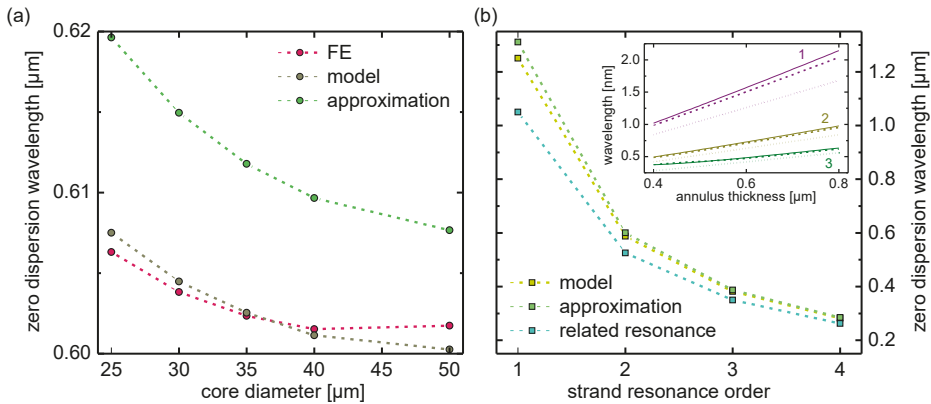 (a)
0.62
0.61
0.60
zero dispersion wavelength [µm]
FE
model
approximation
25 30 35 40 45 50
core diameter [µm]
(b)
2.0
1.5
1.0
0.5
wavelength [nm]
1
2
3
0.4 0.6 0.8
annulus thickness [µm]
model
approximation
related resonance
1 2 3 4
strand resonance order
1.2
1.0
0.8
0.6
0.4
0.2
zero dispersion wavelength [µm]